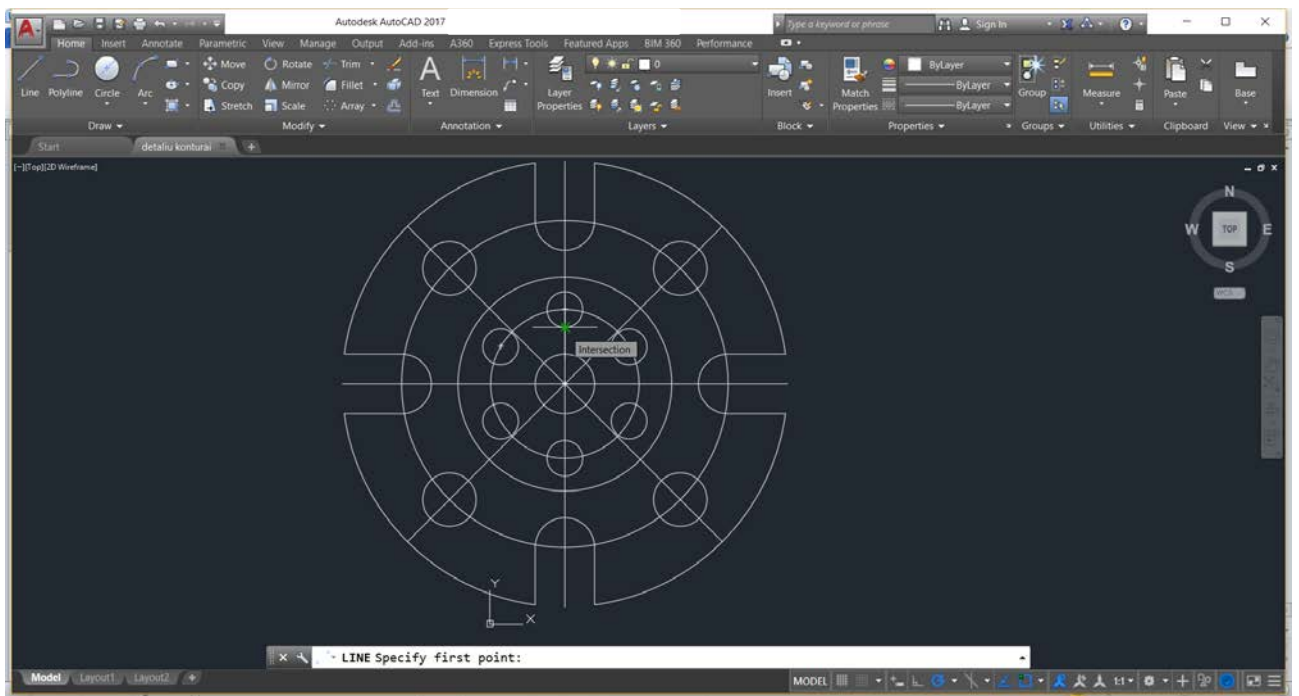 A. Autodesk AutoCAD 2017 Type a keyword or phrase Sign In ?
Home Insert Annotate Parametric View Manage Output Add-ins A360 Express Tools Featured Apps BIM 360 Performance
Line Polyline Circle Arc Move Rotate Trim Text Dimension Layer Properties 0 Insert Match Properties ByLayer Group Measure Paste Base
Copy Mirror Fillet ByLayer
Stretch Scale Array ByLayer
Draw Modify Annotation Layers Block Properties Groups Utilities Clipboard View
Start detaliu konturai +
[−][Top][2D Wireframe]
N
W TOP E
S
WCS
Intersection
Y
X
LINE Specify first point:
Model Layout1 Layout2 + MODEL 1:1